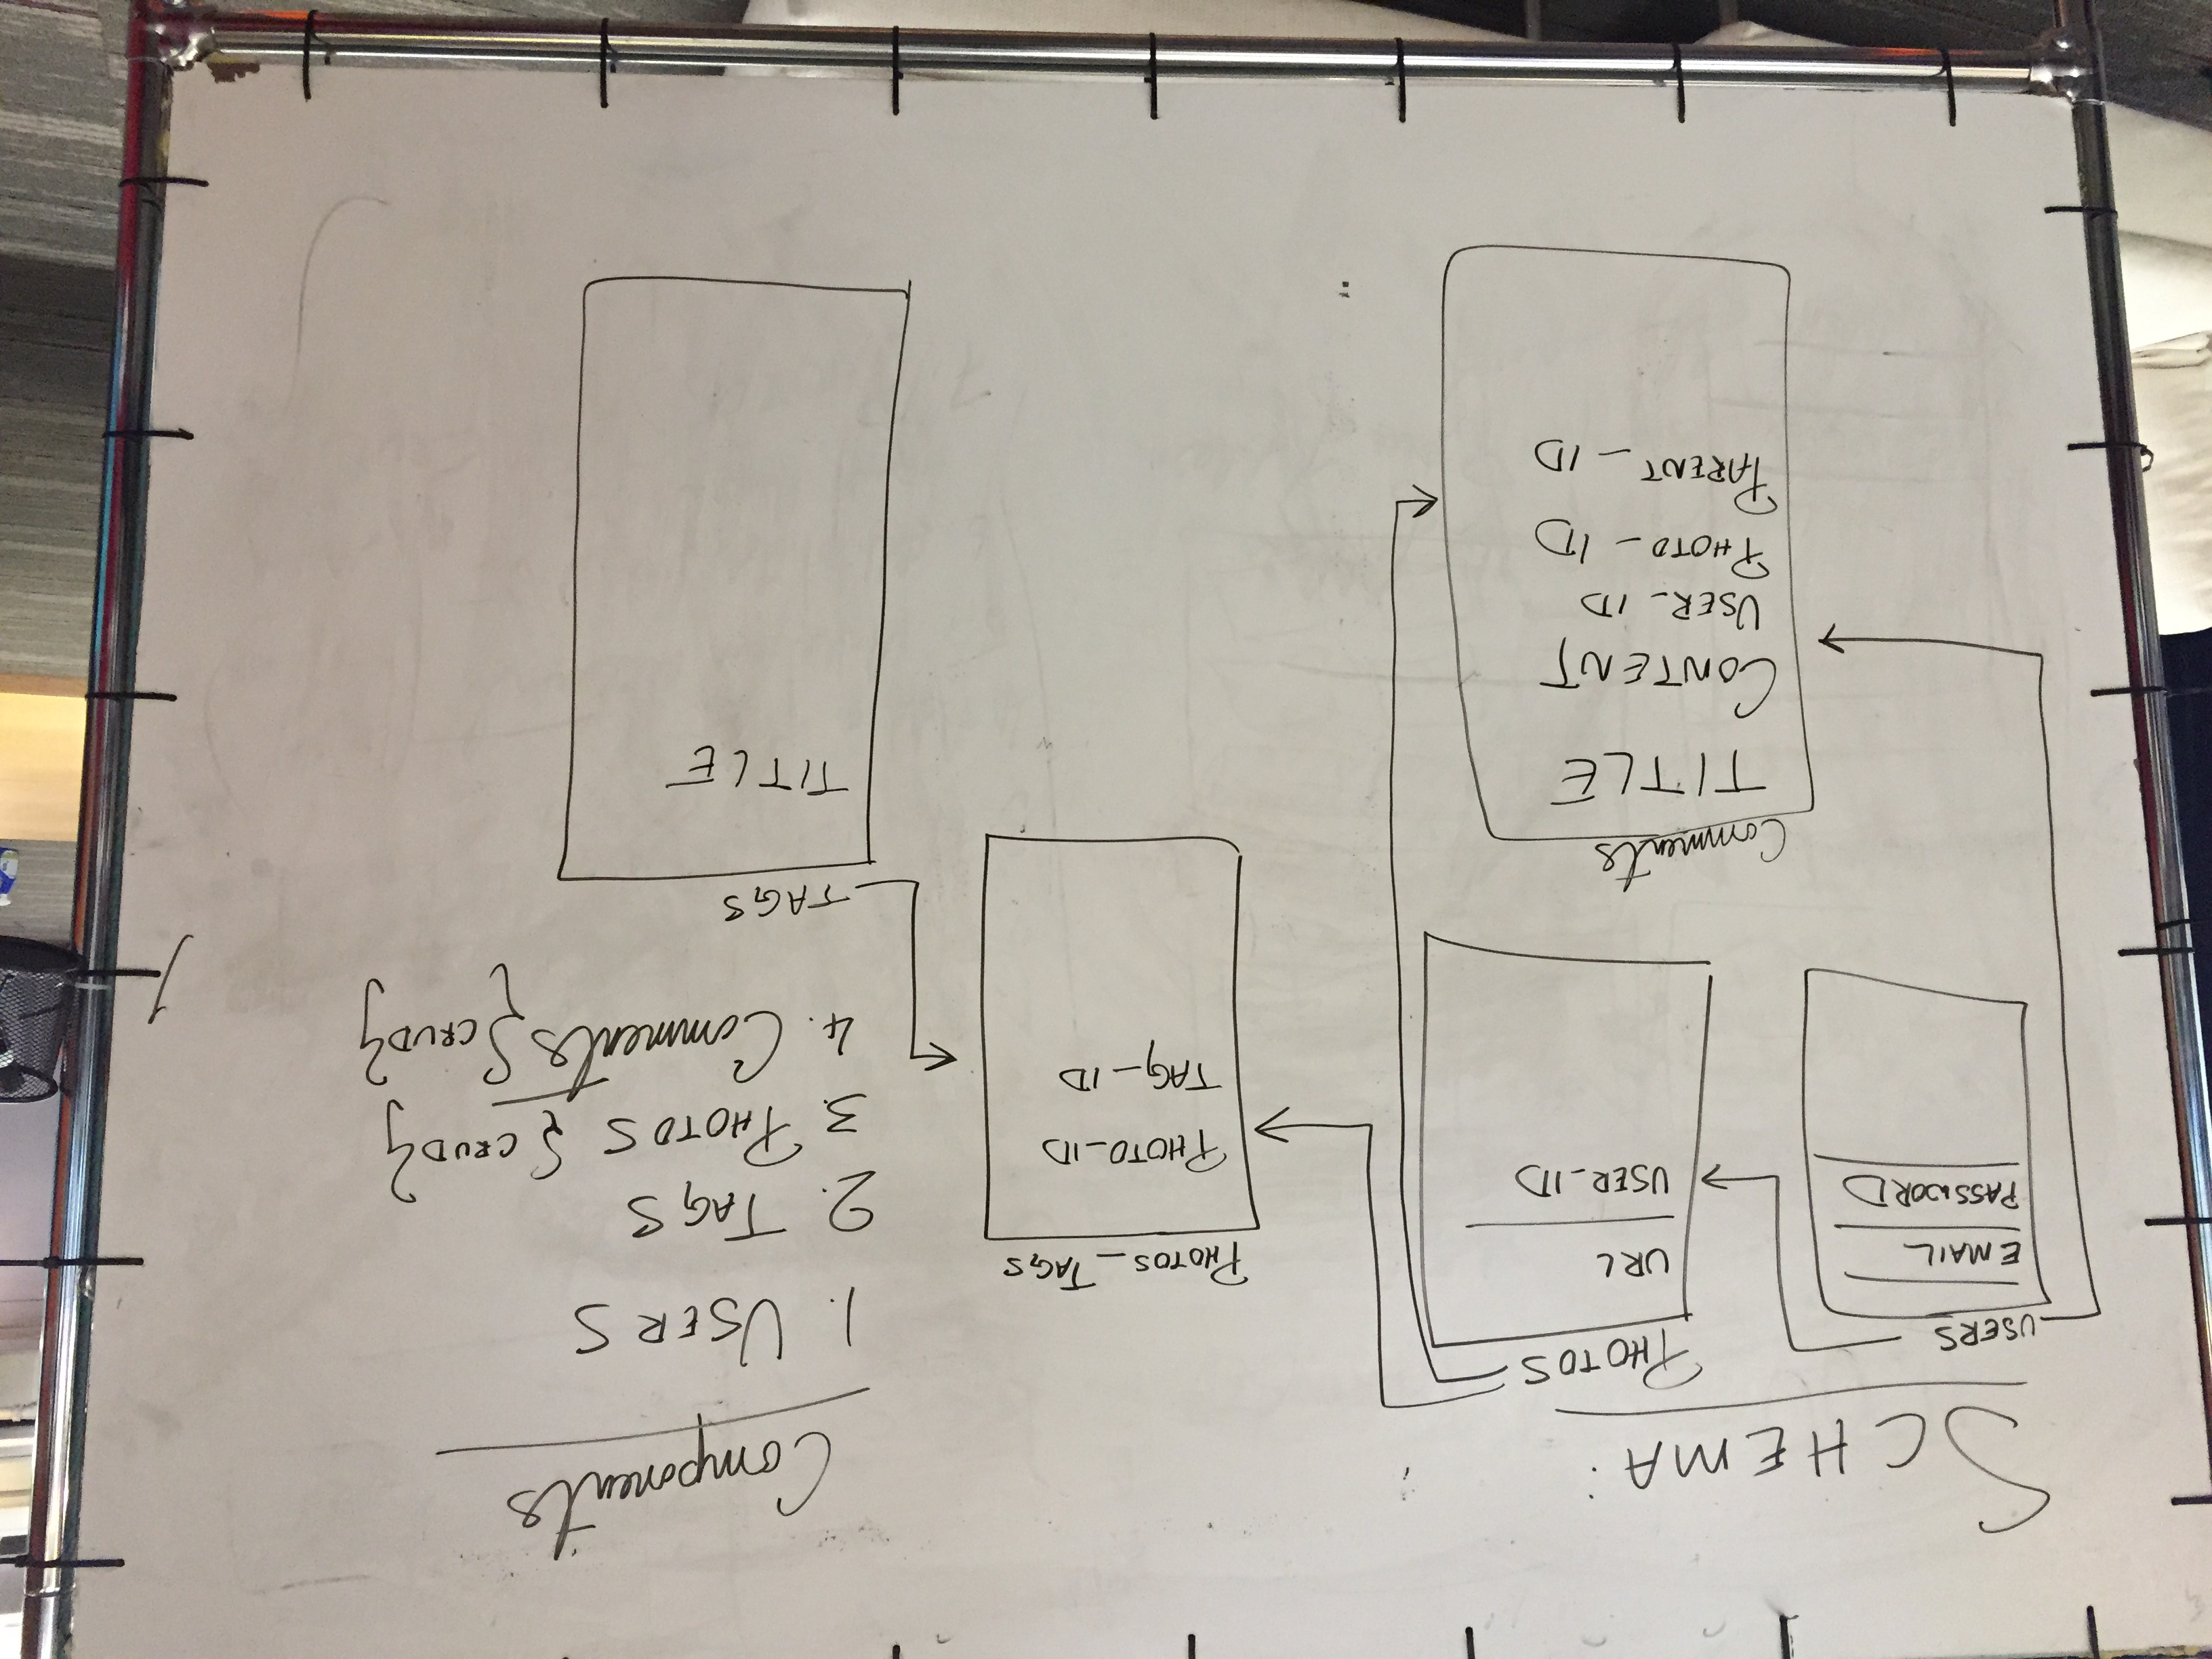 SCHEMA:
USERS
EMAIL
PASSWORD
PHOTOS
URL
USER_ID
PHOTOS_TAGS
PHOTO_ID
TAG_ID
Comments
TITLE
CONTENT
USER_ID
PHOTO_ID
PARENT_ID
TAGS
TITLE
Components
1. USERS
2. TAGS
3. PHOTOS {CRUD}
4. Comments {CRUD}